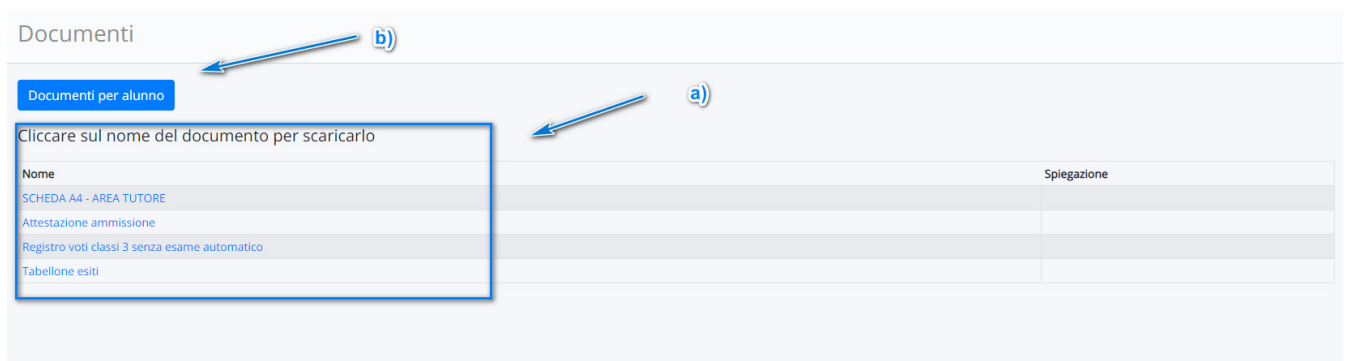 Documenti
b)
Documenti per alunno
a)
Cliccare sul nome del documento per scaricarlo
Nome Spiegazione
SCHEDA A4 - AREA TUTORE
Attestazione ammissione
Registro voti classi 3 senza esame automatico
Tabellone esiti